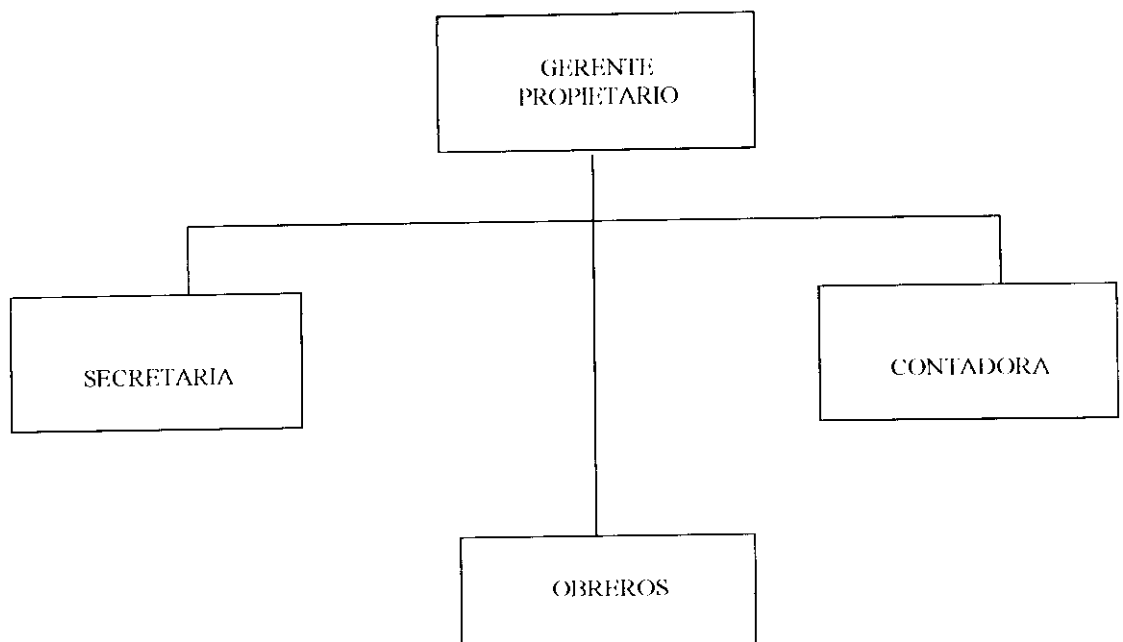 GERENTE
PROPIETARIO
SECRETARIA
CONTADORA
OBREROS